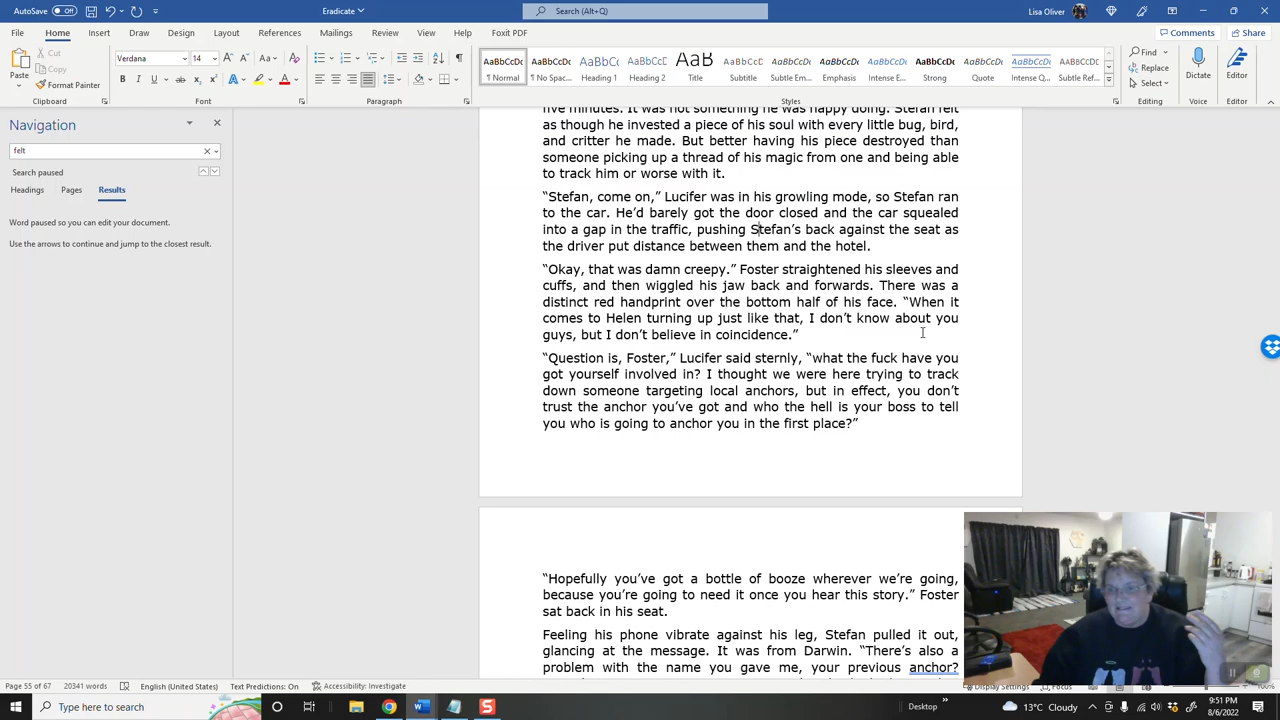 AutoSave Off Eradicate Search (Alt+Q) Lisa Oliver
File Home Insert Draw Design Layout References Mailings Review View Help Foxit PDF Comments Share
Cut
Copy
Format Painter
Paste
Verdana 14
AaBbCcDc AaBbCcDc AaBbCc AaBbCcD AaB AaBbCcD AaBbCcDc AaBbCcDc AaBbCcDc AaBbCcDc AaBbCcDc AaBbCcDc AaBbCcDc
¶ Normal ¶ No Spac... Heading 1 Heading 2 Title Subtitle Subtle Em... Emphasis Intense E... Strong Quote Intense Q... Subtle Ref...
Find
Replace
Select
Dictate
Editor
Clipboard Font Paragraph Styles Editing Voice Editor
Navigation
felt
Search paused
Headings Pages Results
Word paused so you can edit your document.
Use the arrows to continue and jump to the closest result.
five minutes. It was not something he was happy doing. Stefan felt
as though he invested a piece of his soul with every little bug, bird,
and critter he made. But better having his piece destroyed than
someone picking up a thread of his magic from one and being able
to track him or worse with it.
“Stefan, come on,” Lucifer was in his growling mode, so Stefan ran
to the car. He’d barely got the door closed and the car squealed
into a gap in the traffic, pushing Stefan’s back against the seat as
the driver put distance between them and the hotel.
“Okay, that was damn creepy.” Foster straightened his sleeves and
cuffs, and then wiggled his jaw back and forwards. There was a
distinct red handprint over the bottom half of his face. “When it
comes to Helen turning up just like that, I don’t know about you
guys, but I don’t believe in coincidence.”
“Question is, Foster,” Lucifer said sternly, “what the fuck have you
got yourself involved in? I thought we were here trying to track
down someone targeting local anchors, but in effect, you don’t
trust the anchor you’ve got and who the hell is your boss to tell
you who is going to anchor you in the first place?”
“Hopefully you’ve got a bottle of booze wherever we’re going,
because you’re going to need it once you hear this story.” Foster
sat back in his seat.
Feeling his phone vibrate against his leg, Stefan pulled it out,
glancing at the message. It was from Darwin. “There’s also a
problem with the name you gave me, your previous anchor?
Page 55 of 67 20341 words English (United States) Text Predictions: On Accessibility: Investigate Display Settings Focus 100%
Type here to search Desktop 13°C Cloudy 9:51 PM
8/6/2022